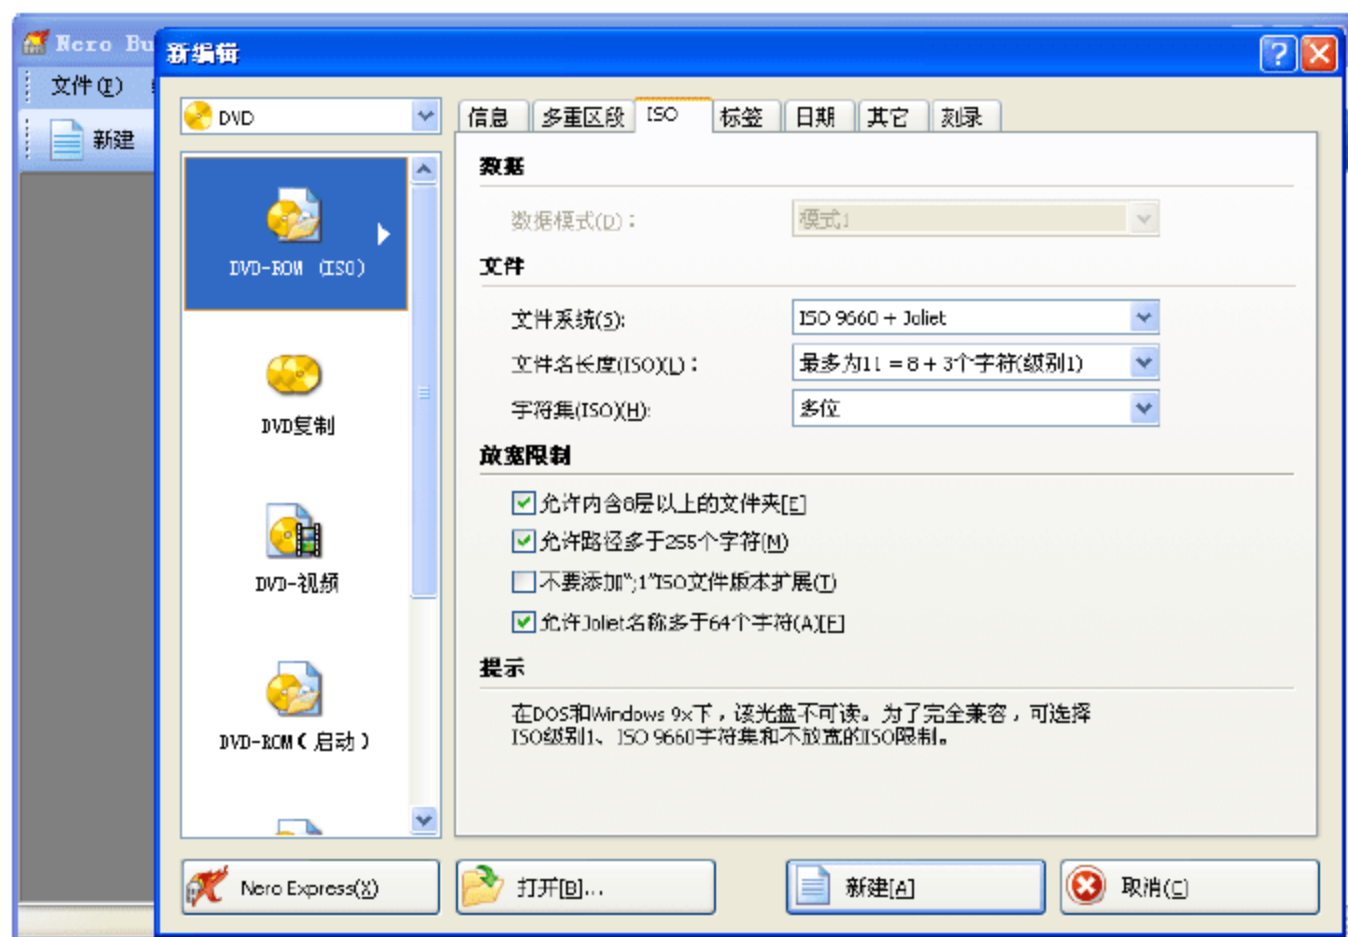 Nero Bu
新编辑
文件(F)
新建
DVD
信息 多重区段 ISO 标签 日期 其它 刻录
DVD-ROM (ISO)
DVD复制
DVD-视频
DVD-ROM(启动)
数据
数据模式(D): 模式1
文件
文件系统(S): ISO 9660 + Joliet
文件名长度(ISO)(L): 最多为11 = 8 + 3个字符(级别1)
字符集(ISO)(H): 多位
放宽限制
允许内含8层以上的文件夹[E]
允许路径多于255个字符(M)
不要添加";1"ISO文件版本扩展(T)
允许Joliet名称多于64个字符(A)[F]
提示
在DOS和Windows 9x下，该光盘不可读。为了完全兼容，可选择
ISO级别1、ISO 9660字符集和不放宽的ISO限制。
Nero Express(X) 打开[B]... 新建[A] 取消(C)